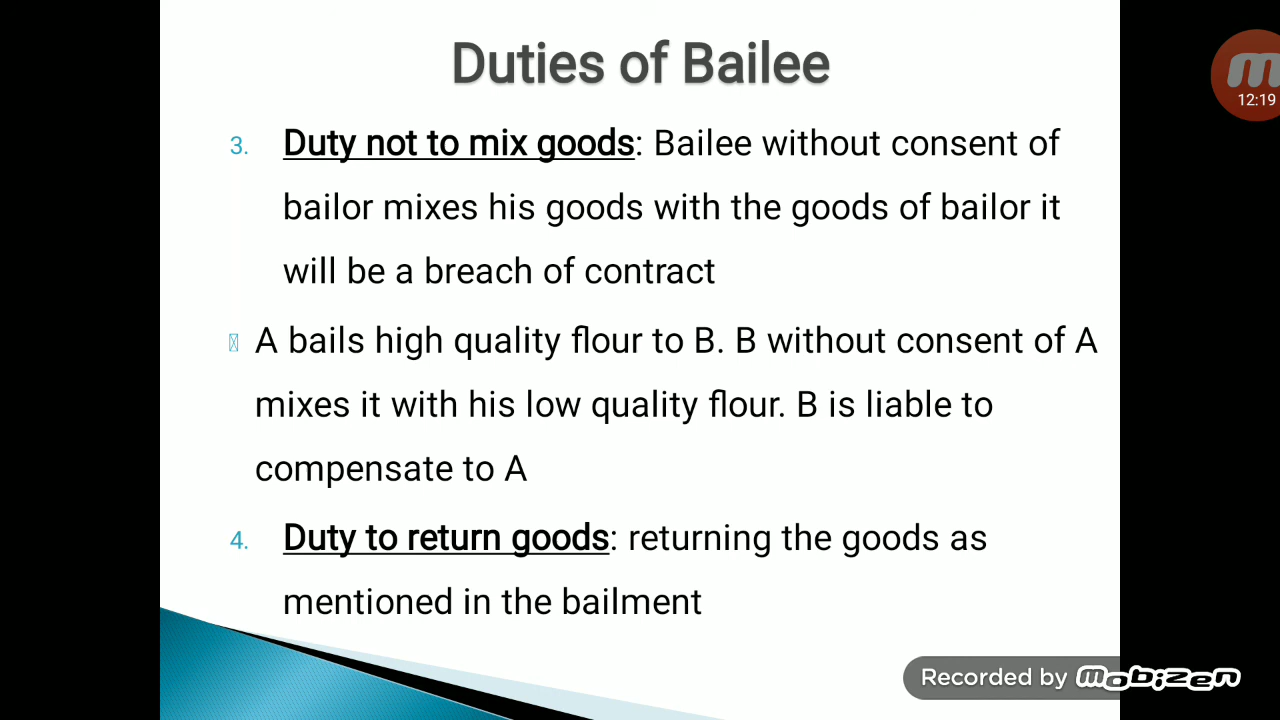 Duties of Bailee
12:19
3. Duty not to mix goods: Bailee without consent of
bailor mixes his goods with the goods of bailor it
will be a breach of contract
A bails high quality flour to B. B without consent of A
mixes it with his low quality flour. B is liable to
compensate to A
4. Duty to return goods: returning the goods as
mentioned in the bailment
Recorded by mobizen